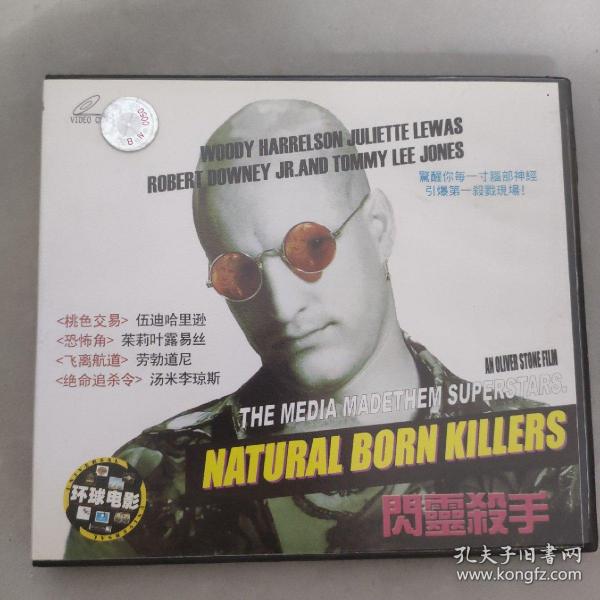 VIDEO C
0560
B N
WOODY HARRELSON JULIETTE LEWAS
ROBERT DOWNEY JR.AND TOMMY LEE JONES
驚醒你每一寸腦部神經
引爆第一殺戮現場!
<桃色交易> 伍迪哈里逊
<恐怖角> 茱莉叶露易丝
<飞离航道> 劳勃道尼
<绝命追杀令> 汤米李琼斯
AN OLIVER STONE FILM
THE MEDIA MADETHEM SUPERSTARS.
NATURAL BORN KILLERS
环球电影
閃靈殺手
孔夫子旧書网
www.kongfz.com